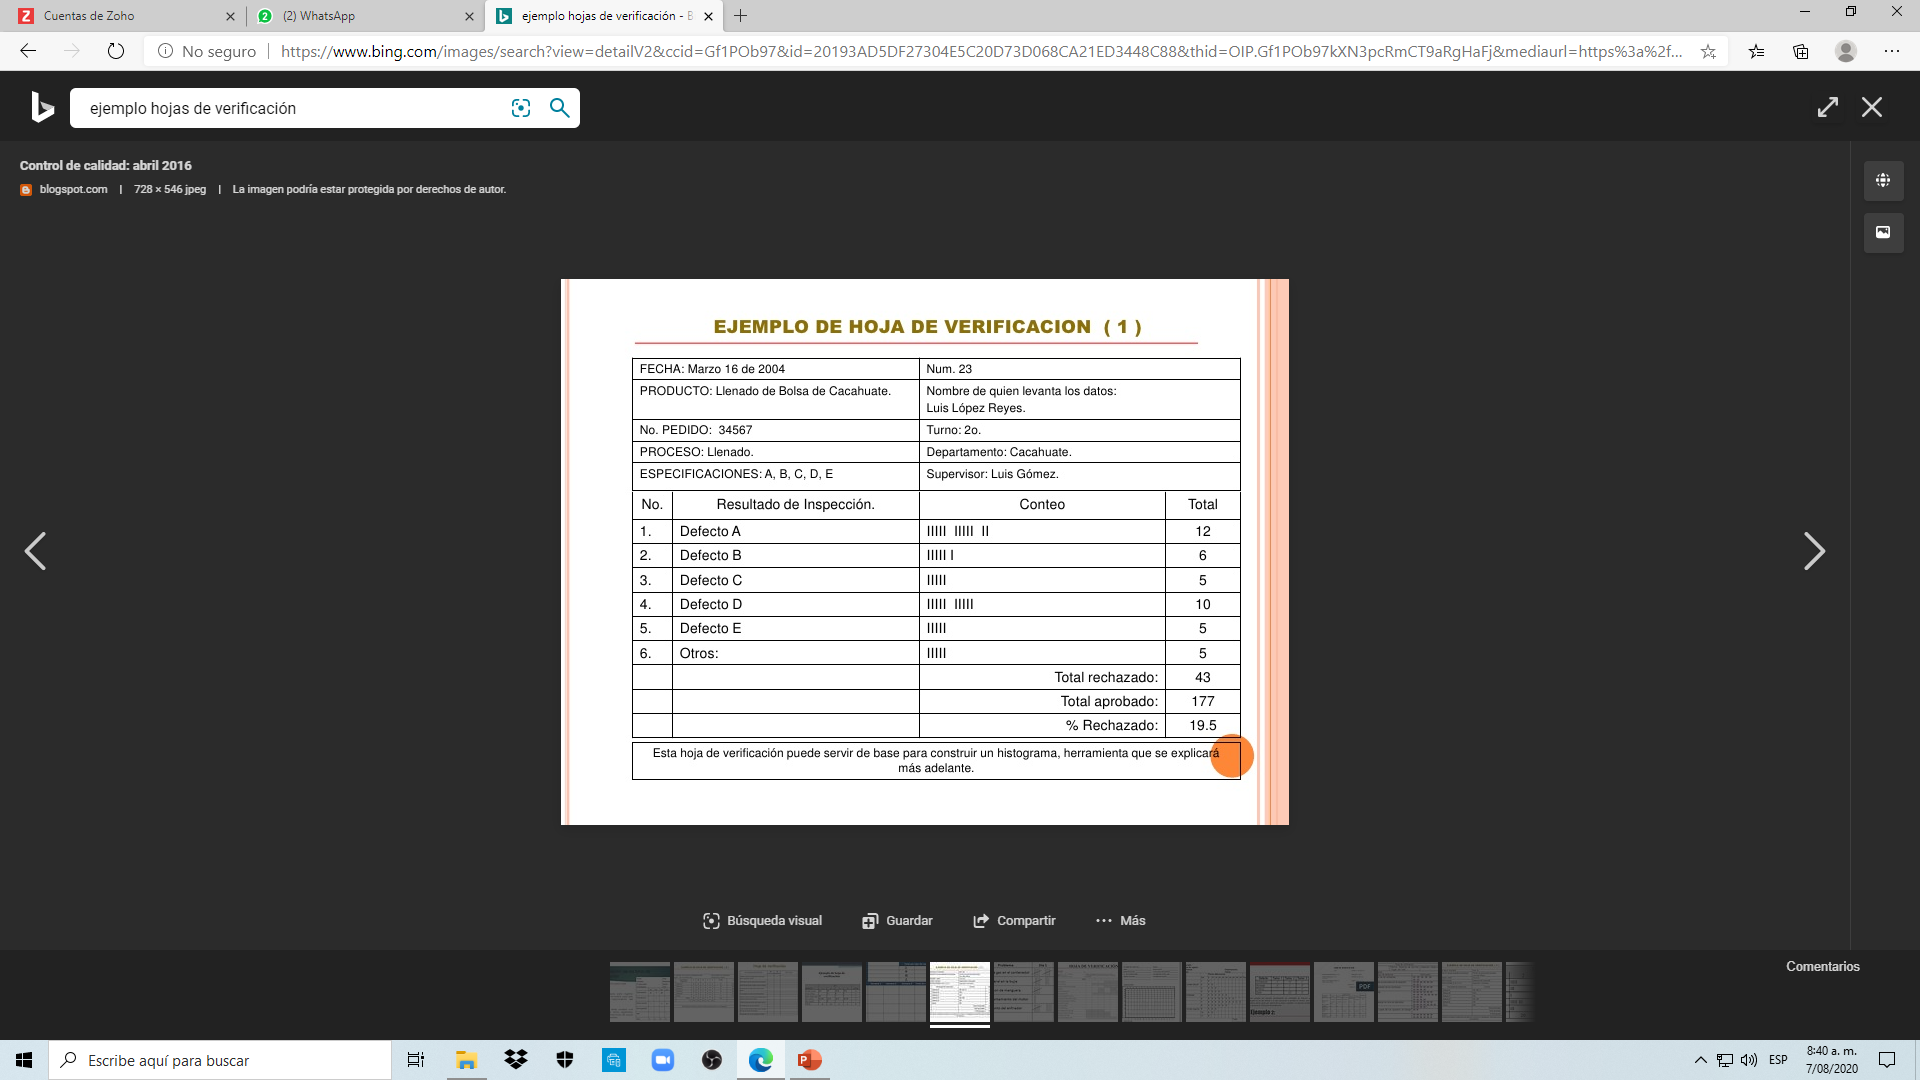 Cuentas de Zoho
(2) WhatsApp
ejemplo hojas de verificación - B
No seguro
https://www.bing.com/images/search?view=detailV2&ccid=Gf1POb97&id=20193AD5DF27304E5C20D73D068CA21ED3448C88&thid=OIP.Gf1POb97kXN3pcRmCT9aRgHaFj&mediaurl=https%3a%2f...
ejemplo hojas de verificación
Control de calidad: abril 2016
blogspot.com | 728 × 546 jpeg | La imagen podría estar protegida por derechos de autor.
EJEMPLO DE HOJA DE VERIFICACION ( 1 )
FECHA: Marzo 16 de 2004 Num. 23
PRODUCTO: Llenado de Bolsa de Cacahuate. Nombre de quien levanta los datos:
Luis López Reyes.
No. PEDIDO: 34567 Turno: 2o.
PROCESO: Llenado. Departamento: Cacahuate.
ESPECIFICACIONES: A, B, C, D, E Supervisor: Luis Gómez.
No. Resultado de Inspección. Conteo Total
1. Defecto A IIIII IIIII II 12
2. Defecto B IIIII I 6
3. Defecto C IIIII 5
4. Defecto D IIIII IIIII 10
5. Defecto E IIIII 5
6. Otros: IIIII 5
Total rechazado: 43
Total aprobado: 177
% Rechazado: 19.5
Esta hoja de verificación puede servir de base para construir un histograma, herramienta que se explicará
más adelante.
Búsqueda visual Guardar Compartir Más
Comentarios
PDF
Escribe aquí para buscar
ESP
8:40 a. m.
7/08/2020